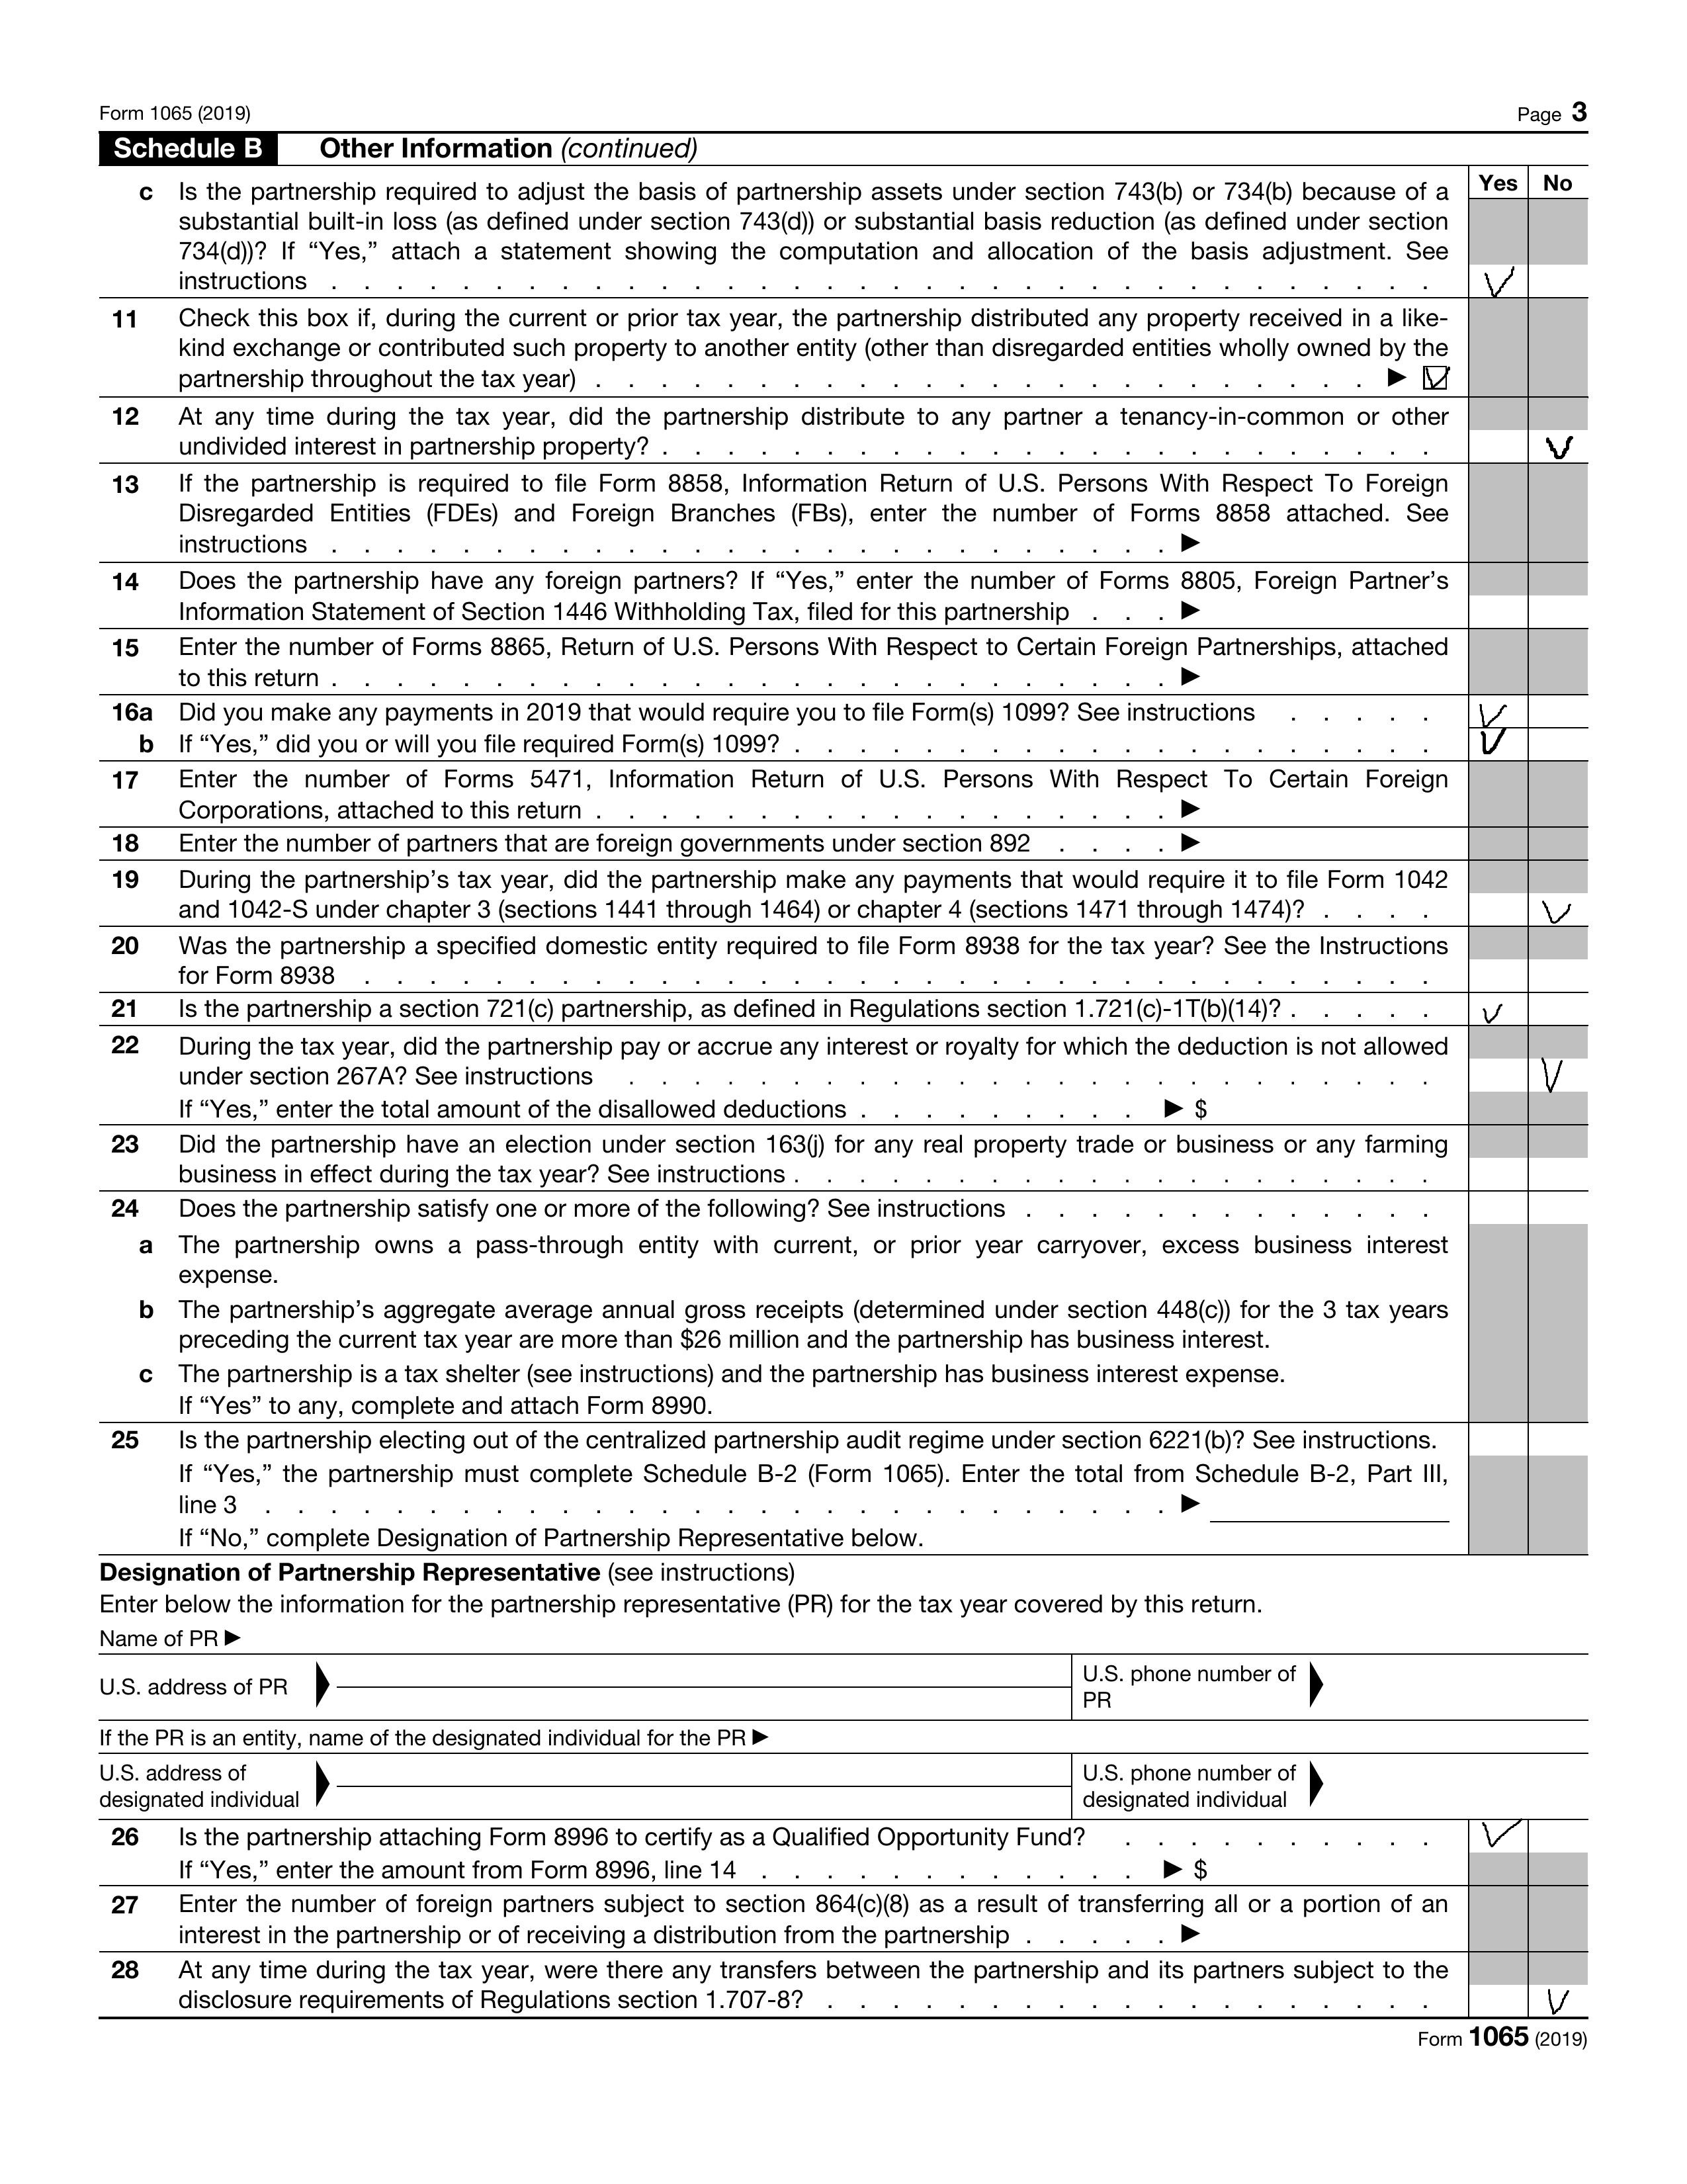 Form 1065 (2019) Page 3
Schedule B Other Information (continued)
Yes No
c Is the partnership required to adjust the basis of partnership assets under section 743(b) or 734(b) because of a
substantial built-in loss (as defined under section 743(d)) or substantial basis reduction (as defined under section
734(d))? If “Yes,” attach a statement showing the computation and allocation of the basis adjustment. See
instructions . . . . . . . . . . . . . . . . . . . . . . . . . . . . . . . . . . ✓
11 Check this box if, during the current or prior tax year, the partnership distributed any property received in a like-
kind exchange or contributed such property to another entity (other than disregarded entities wholly owned by the
partnership throughout the tax year) . . . . . . . . . . . . . . . . . . . . . . . . ▶ ☑
12 At any time during the tax year, did the partnership distribute to any partner a tenancy-in-common or other
undivided interest in partnership property? . . . . . . . . . . . . . . . . . . . . . . . . ✓
13 If the partnership is required to file Form 8858, Information Return of U.S. Persons With Respect To Foreign
Disregarded Entities (FDEs) and Foreign Branches (FBs), enter the number of Forms 8858 attached. See
instructions . . . . . . . . . . . . . . . . . . . . . . . . . . ▶
14 Does the partnership have any foreign partners? If “Yes,” enter the number of Forms 8805, Foreign Partner’s
Information Statement of Section 1446 Withholding Tax, filed for this partnership . . . ▶
15 Enter the number of Forms 8865, Return of U.S. Persons With Respect to Certain Foreign Partnerships, attached
to this return . . . . . . . . . . . . . . . . . . . . . . . . . . ▶
16a Did you make any payments in 2019 that would require you to file Form(s) 1099? See instructions . . . . . ✓
b If “Yes,” did you or will you file required Form(s) 1099? . . . . . . . . . . . . . . . . . . . . ✓
17 Enter the number of Forms 5471, Information Return of U.S. Persons With Respect To Certain Foreign
Corporations, attached to this return . . . . . . . . . . . . . . . . . . ▶
18 Enter the number of partners that are foreign governments under section 892 . . . . ▶
19 During the partnership’s tax year, did the partnership make any payments that would require it to file Form 1042
and 1042-S under chapter 3 (sections 1441 through 1464) or chapter 4 (sections 1471 through 1474)? . . . . ✓
20 Was the partnership a specified domestic entity required to file Form 8938 for the tax year? See the Instructions
for Form 8938 . . . . . . . . . . . . . . . . . . . . . . . . . . . . . . . . .
21 Is the partnership a section 721(c) partnership, as defined in Regulations section 1.721(c)-1T(b)(14)? . . . . . ✓
22 During the tax year, did the partnership pay or accrue any interest or royalty for which the deduction is not allowed
under section 267A? See instructions . . . . . . . . . . . . . . . . . . . . . . . . . ✓
If “Yes,” enter the total amount of the disallowed deductions . . . . . . . . . ▶ $
23 Did the partnership have an election under section 163(j) for any real property trade or business or any farming
business in effect during the tax year? See instructions . . . . . . . . . . . . . . . . . . . .
24 Does the partnership satisfy one or more of the following? See instructions . . . . . . . . . . . . .
a The partnership owns a pass-through entity with current, or prior year carryover, excess business interest
expense.
b The partnership’s aggregate average annual gross receipts (determined under section 448(c)) for the 3 tax years
preceding the current tax year are more than $26 million and the partnership has business interest.
c The partnership is a tax shelter (see instructions) and the partnership has business interest expense.
If “Yes” to any, complete and attach Form 8990.
25 Is the partnership electing out of the centralized partnership audit regime under section 6221(b)? See instructions.
If “Yes,” the partnership must complete Schedule B-2 (Form 1065). Enter the total from Schedule B-2, Part III,
line 3 . . . . . . . . . . . . . . . . . . . . . . . . . . . . ▶
If “No,” complete Designation of Partnership Representative below.
Designation of Partnership Representative (see instructions)
Enter below the information for the partnership representative (PR) for the tax year covered by this return.
Name of PR ▶
U.S. address of PR ▶ U.S. phone number of
PR ▶
If the PR is an entity, name of the designated individual for the PR ▶
U.S. address of
designated individual ▶ U.S. phone number of
designated individual ▶
26 Is the partnership attaching Form 8996 to certify as a Qualified Opportunity Fund? . . . . . . . . . . ✓
If “Yes,” enter the amount from Form 8996, line 14 . . . . . . . . . . . . ▶ $
27 Enter the number of foreign partners subject to section 864(c)(8) as a result of transferring all or a portion of an
interest in the partnership or of receiving a distribution from the partnership . . . . . ▶
28 At any time during the tax year, were there any transfers between the partnership and its partners subject to the
disclosure requirements of Regulations section 1.707-8? . . . . . . . . . . . . . . . . . . . ✓
Form 1065 (2019)